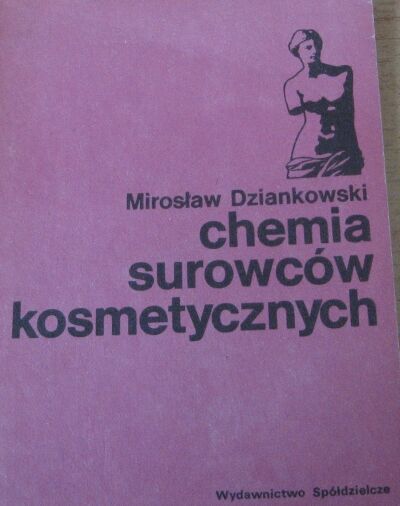 Mirosław Dziankowski
chemia
surowców
kosmetycznych
Wydawnictwo Spółdzielcze